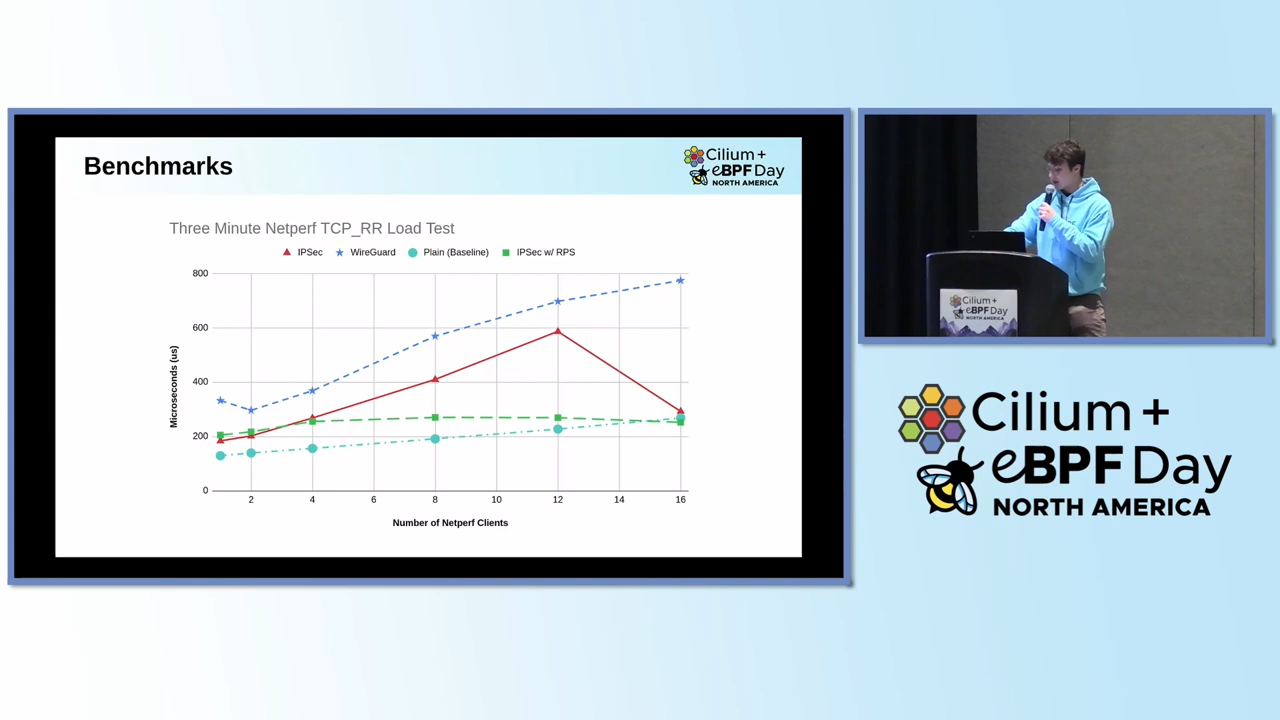 Benchmarks
Cilium +
eBPF Day
NORTH AMERICA
Three Minute Netperf TCP_RR Load Test
IPSec
WireGuard
Plain (Baseline)
IPSec w/ RPS
Microseconds (us)
800
600
400
200
0
2
4
6
8
10
12
14
16
Number of Netperf Clients
Cilium +
eBPF Day
NORTH AMERICA
Cilium +
eBPF Day
NORTH AMERICA